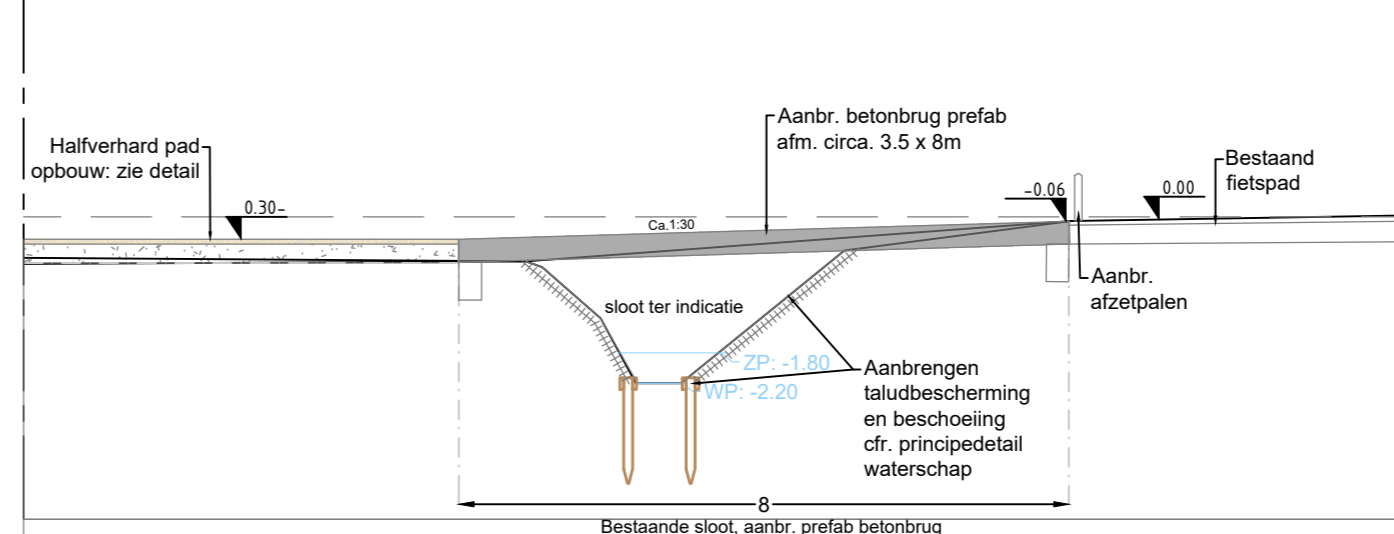 Aanbr. betonbrug prefab
afm. circa. 3.5 x 8m
Halfverhard pad
opbouw: zie detail
Bestaand
fietspad
0.30-
-0.06
0.00
Ca.1:30
Aanbr.
afzetpalen
sloot ter indicatie
ZP: -1.80
WP: -2.20
Aanbrengen
taludbescherming
en beschoeiing
cfr. principedetail
waterschap
8
Bestaande sloot, aanbr. prefab betonbrug